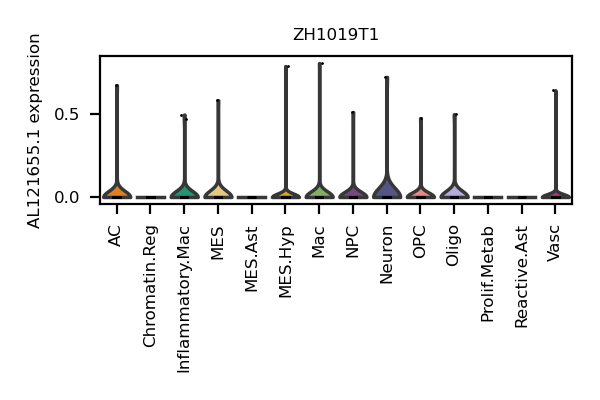 ZH1019T1
AL121655.1 expression
0.5
0.0
AC
Chromatin.Reg
Inflammatory.Mac
MES
MES.Ast
MES.Hyp
Mac
NPC
Neuron
OPC
Oligo
Prolif.Metab
Reactive.Ast
Vasc